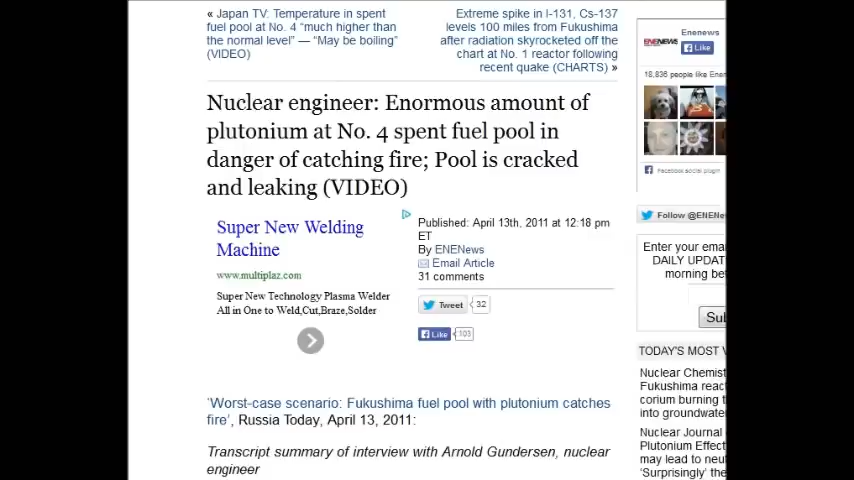 « Japan TV: Temperature in spent
fuel pool at No. 4 “much higher than
the normal level” — “May be boiling”
(VIDEO)
Extreme spike in I-131, Cs-137
levels 100 miles from Fukushima
after radiation skyrocketed off the
chart at No. 1 reactor following
recent quake (CHARTS) »
Nuclear engineer: Enormous amount of
plutonium at No. 4 spent fuel pool in
danger of catching fire; Pool is cracked
and leaking (VIDEO)
Super New Welding
Machine
www.multiplaz.com
Super New Technology Plasma Welder
All in One to Weld,Cut,Braze,Solder
Published: April 13th, 2011 at 12:18 pm
ET
By ENENews
Email Article
31 comments
Tweet 32
Like 103
‘Worst-case scenario: Fukushima fuel pool with plutonium catches
fire’, Russia Today, April 13, 2011:
Transcript summary of interview with Arnold Gundersen, nuclear
engineer
ENENEWS
Enenews
Like
18,836 people like Ene
Facebook social plugin
Follow @ENENe
Enter your ema
DAILY UPDAT
morning be
Su
TODAY'S MOST V
Nuclear Chemist
Fukushima reac
corium burning t
into groundwate
Nuclear Journal
Plutonium Effect
may lead to neu
‘Surprisingly’ the